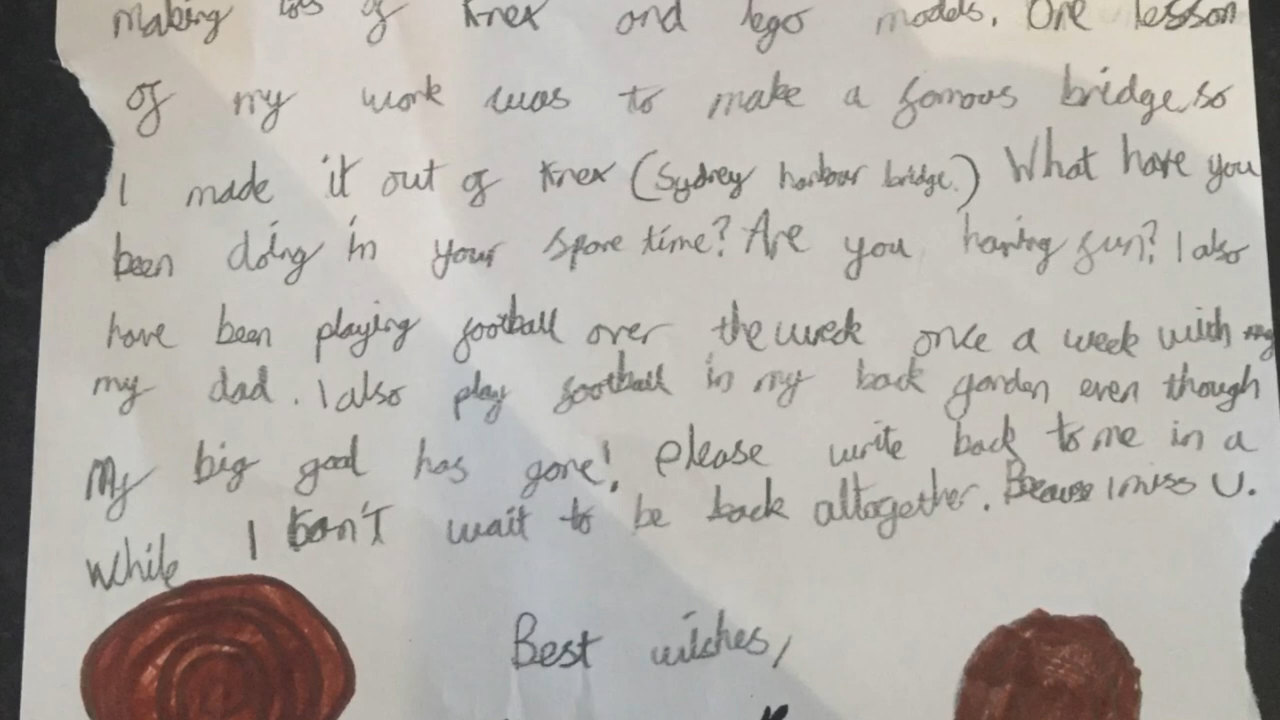 making lots of Knex and lego models. One lesson
of my work was to make a famous bridge, so
I made it out of Knex (Sydney harbour bridge.) What have you
been doing in your spare time? Are you having fun? I also
have been playing football over the week once a week with my
my dad. I also play football in my back garden even though
My big goal has gone! Please write back to me in a
While I can't wait to be back altogether. Because I miss U.
Best wishes,